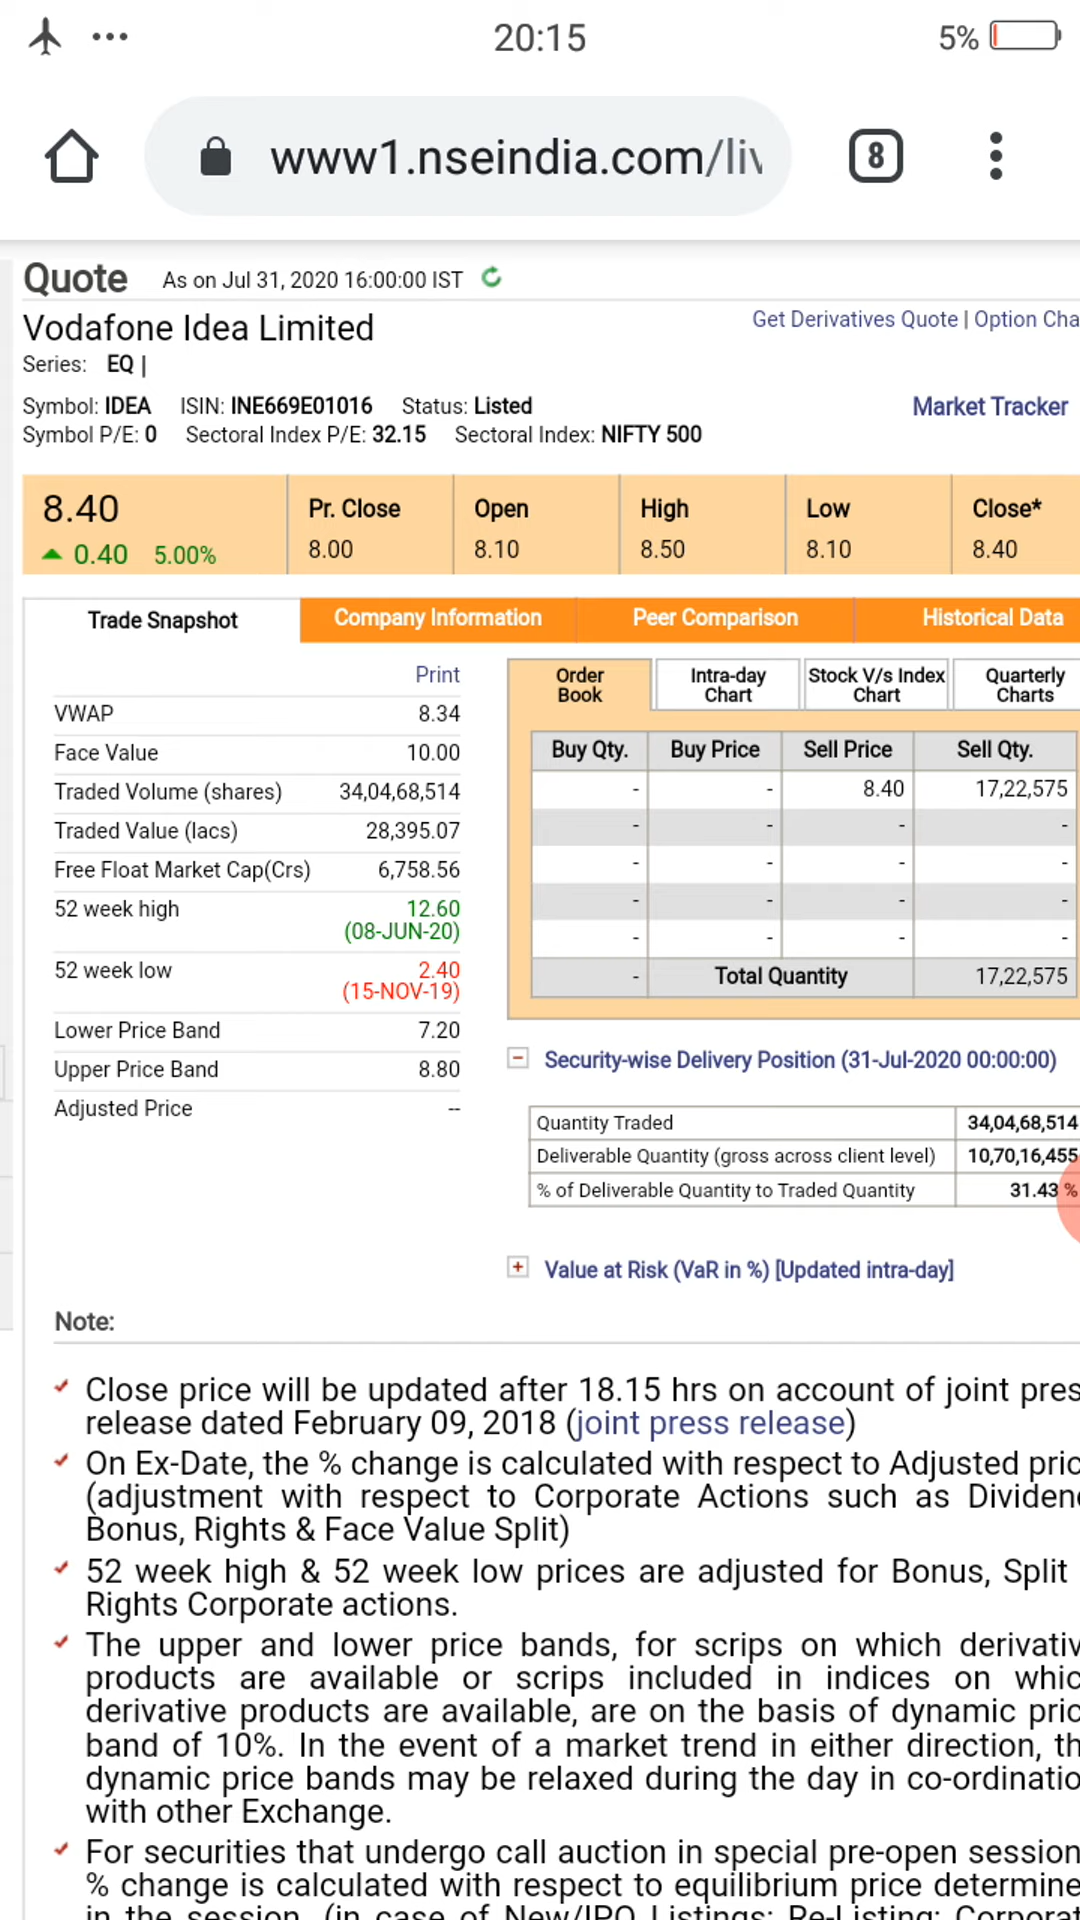 20:15
5%
www1.nseindia.com/liv
8
Quote As on Jul 31, 2020 16:00:00 IST
Vodafone Idea Limited
Get Derivatives Quote | Option Cha
Series: EQ |
Symbol: IDEA ISIN: INE669E01016 Status: Listed
Market Tracker
Symbol P/E: 0 Sectoral Index P/E: 32.15 Sectoral Index: NIFTY 500
8.40 Pr. Close Open High Low Close*
0.40 5.00% 8.00 8.10 8.50 8.10 8.40
Trade Snapshot Company Information Peer Comparison Historical Data
Print
VWAP 8.34
Face Value 10.00
Traded Volume (shares) 34,04,68,514
Traded Value (lacs) 28,395.07
Free Float Market Cap(Crs) 6,758.56
52 week high 12.60
(08-JUN-20)
52 week low 2.40
(15-NOV-19)
Lower Price Band 7.20
Upper Price Band 8.80
Adjusted Price --
Order Intra-day Stock V/s Index Quarterly
Book Chart Chart Charts
Buy Qty. Buy Price Sell Price Sell Qty.
- - 8.40 17,22,575
- - - -
- - - -
- - - -
- - - -
- Total Quantity 17,22,575
Security-wise Delivery Position (31-Jul-2020 00:00:00)
Quantity Traded 34,04,68,514
Deliverable Quantity (gross across client level) 10,70,16,455
% of Deliverable Quantity to Traded Quantity 31.43 %
Value at Risk (VaR in %) [Updated intra-day]
Note:
Close price will be updated after 18.15 hrs on account of joint pres
release dated February 09, 2018 (joint press release)
On Ex-Date, the % change is calculated with respect to Adjusted pric
(adjustment with respect to Corporate Actions such as Dividend
Bonus, Rights & Face Value Split)
52 week high & 52 week low prices are adjusted for Bonus, Split
Rights Corporate actions.
The upper and lower price bands, for scrips on which derivativ
products are available or scrips included in indices on whic
derivative products are available, are on the basis of dynamic pric
band of 10%. In the event of a market trend in either direction, th
dynamic price bands may be relaxed during the day in co-ordinatio
with other Exchange.
For securities that undergo call auction in special pre-open session
% change is calculated with respect to equilibrium price determine
in the session. (in case of New/IPO Listings; Re-Listing; Corporat